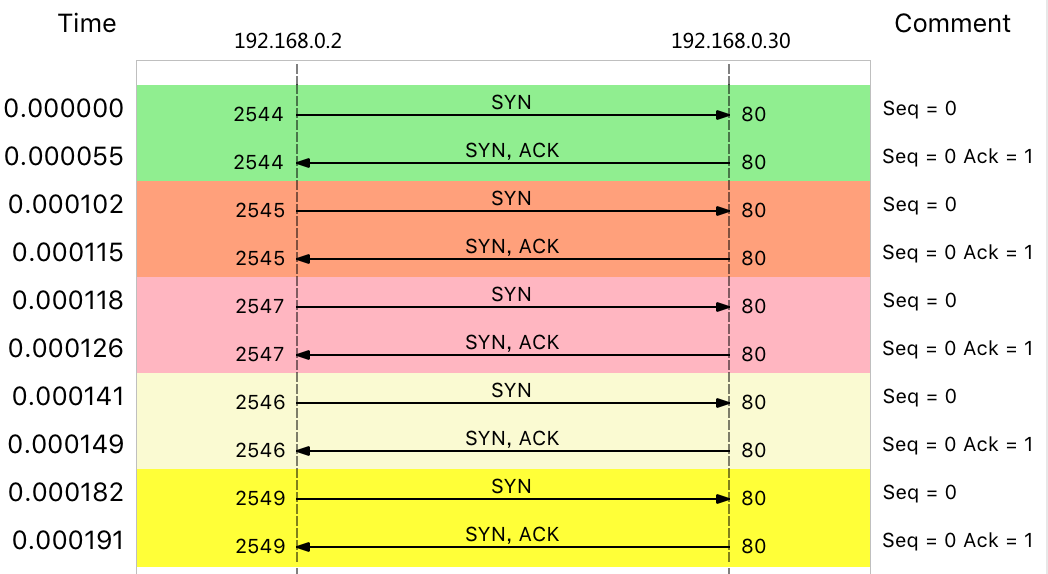 Time Comment
192.168.0.2 192.168.0.30
0.000000 2544 SYN 80 Seq = 0
0.000055 2544 SYN, ACK 80 Seq = 0 Ack = 1
0.000102 2545 SYN 80 Seq = 0
0.000115 2545 SYN, ACK 80 Seq = 0 Ack = 1
0.000118 2547 SYN 80 Seq = 0
0.000126 2547 SYN, ACK 80 Seq = 0 Ack = 1
0.000141 2546 SYN 80 Seq = 0
0.000149 2546 SYN, ACK 80 Seq = 0 Ack = 1
0.000182 2549 SYN 80 Seq = 0
0.000191 2549 SYN, ACK 80 Seq = 0 Ack = 1